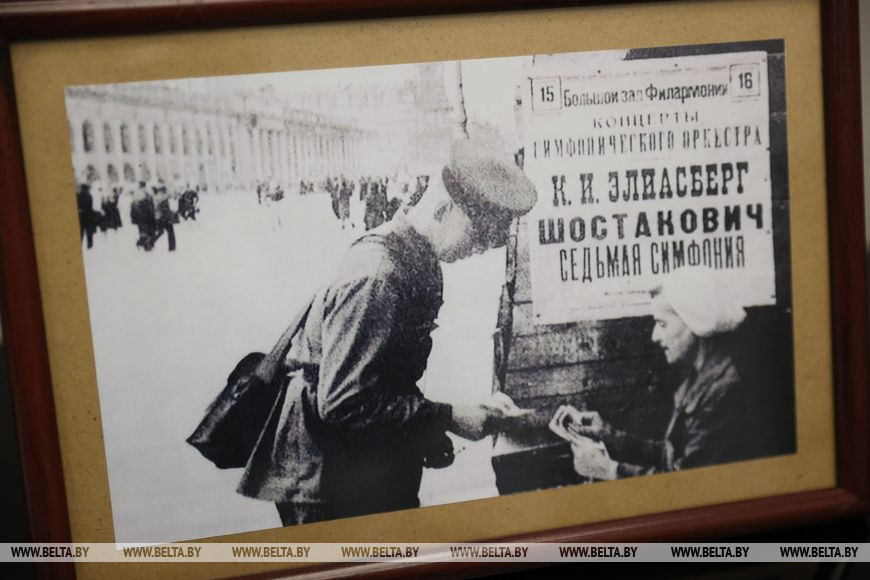 15 Большой зал Филармонии 16
КОНЦЕРТЫ
СИМФОНИЧЕСКОГО ОРКЕСТРА
К. И. ЭЛИАСБЕРГ
ШОСТАКОВИЧ
СЕДЬМАЯ СИМФОНИЯ
WWW.BELTA.BY WWW.BELTA.BY WWW.BELTA.BY WWW.BELTA.BY WWW.BELTA.BY WWW.BELTA.BY WWW.BELTA.BY WWW.BELTA.BY